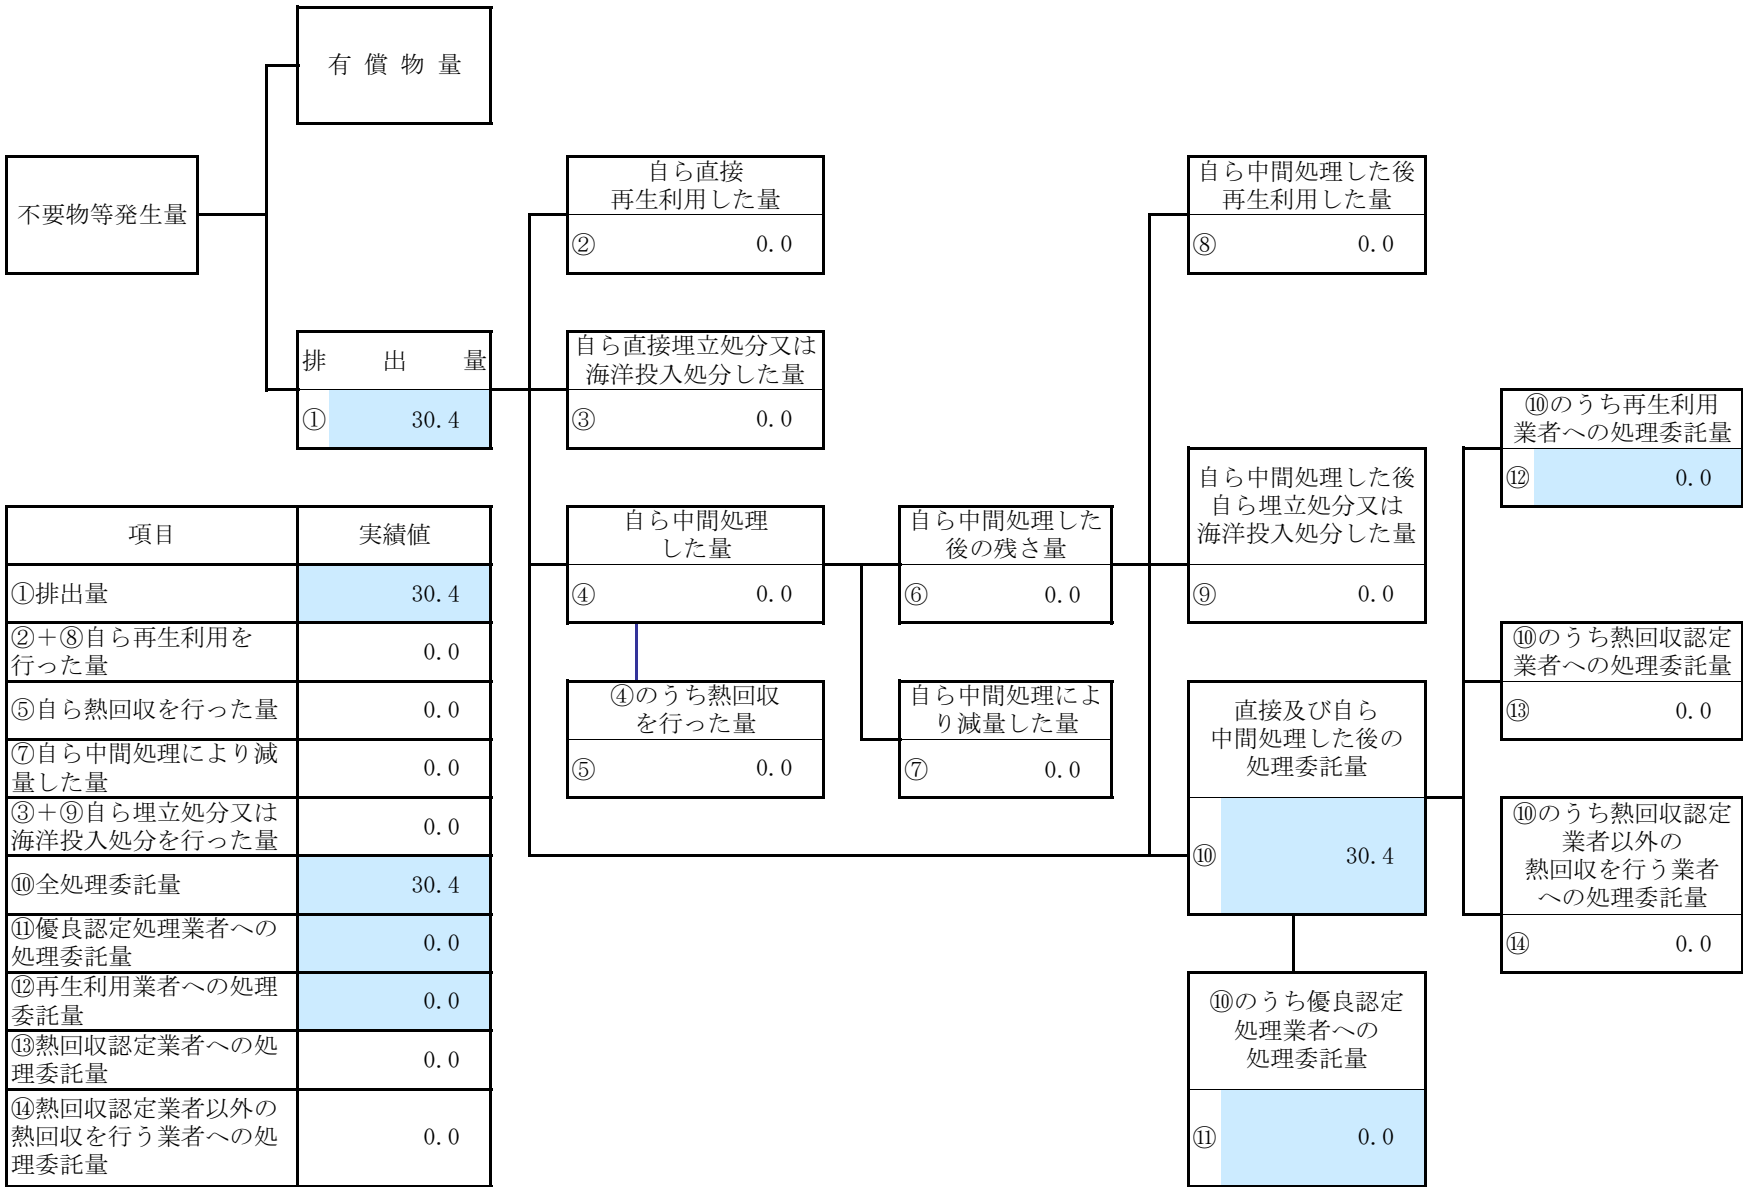 有償物量
不要物等発生量
排出量
① 30.4
自ら直接
再生利用した量
② 0.0
自ら直接埋立処分又は
海洋投入処分した量
③ 0.0
自ら中間処理
した量
④ 0.0
④のうち熱回収
を行った量
⑤ 0.0
自ら中間処理した
後の残さ量
⑥ 0.0
自ら中間処理によ
り減量した量
⑦ 0.0
自ら中間処理した後
再生利用した量
⑧ 0.0
自ら中間処理した後
自ら埋立処分又は
海洋投入処分した量
⑨ 0.0
直接及び自ら
中間処理した後の
処理委託量
⑩ 30.4
⑩のうち優良認定
処理業者への
処理委託量
⑪ 0.0
⑩のうち再生利用
業者への処理委託量
⑫ 0.0
⑩のうち熱回収認定
業者への処理委託量
⑬ 0.0
⑩のうち熱回収認定
業者以外の
熱回収を行う業者
への処理委託量
⑭ 0.0
項目 実績値
①排出量 30.4
②＋⑧自ら再生利用を
行った量 0.0
⑤自ら熱回収を行った量 0.0
⑦自ら中間処理により減
量した量 0.0
③＋⑨自ら埋立処分又は
海洋投入処分を行った量 0.0
⑩全処理委託量 30.4
⑪優良認定処理業者への
処理委託量 0.0
⑫再生利用業者への処理
委託量 0.0
⑬熱回収認定業者への処
理委託量 0.0
⑭熱回収認定業者以外の
熱回収を行う業者への処
理委託量 0.0